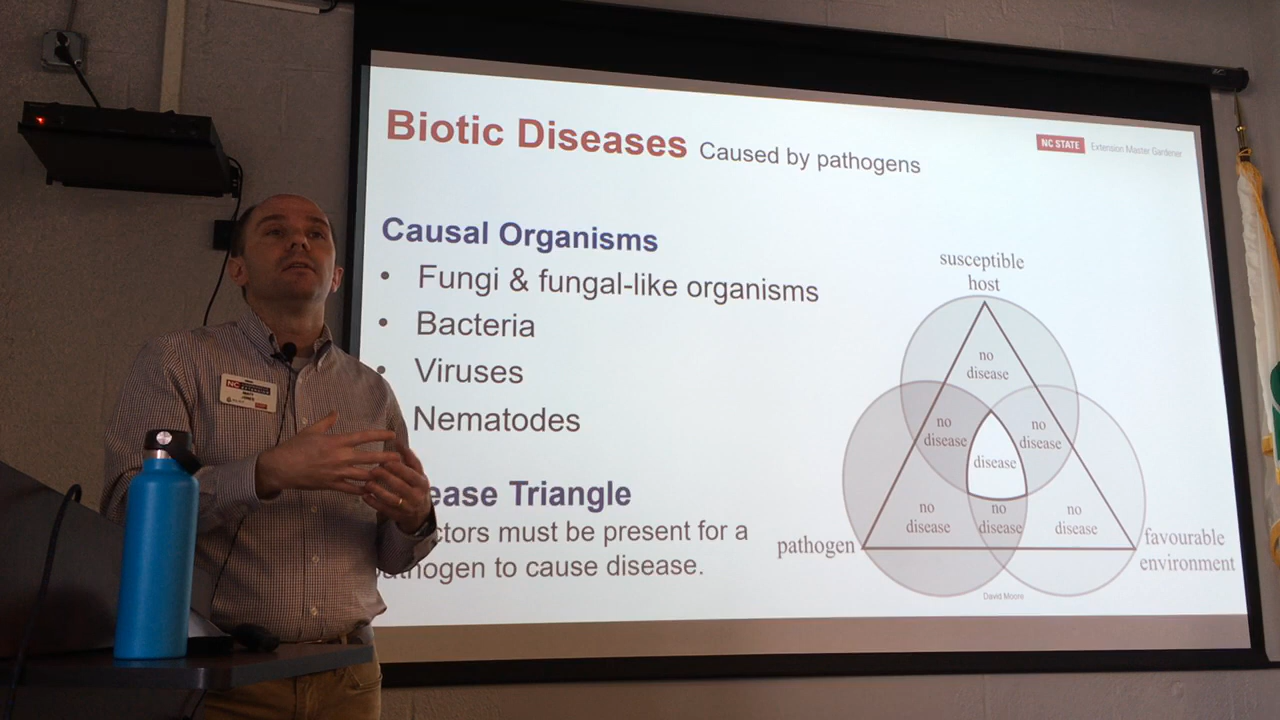 Biotic Diseases Caused by pathogens
NC STATE Extension Master Gardener
Causal Organisms
• Fungi & fungal-like organisms
• Bacteria
• Viruses
Nematodes
ease Triangle
ctors must be present for a
athogen to cause disease.
susceptible
host
no
disease
no
disease
no
disease
disease
no
disease
no
disease
no
disease
pathogen
favourable
environment
David Moore
NC